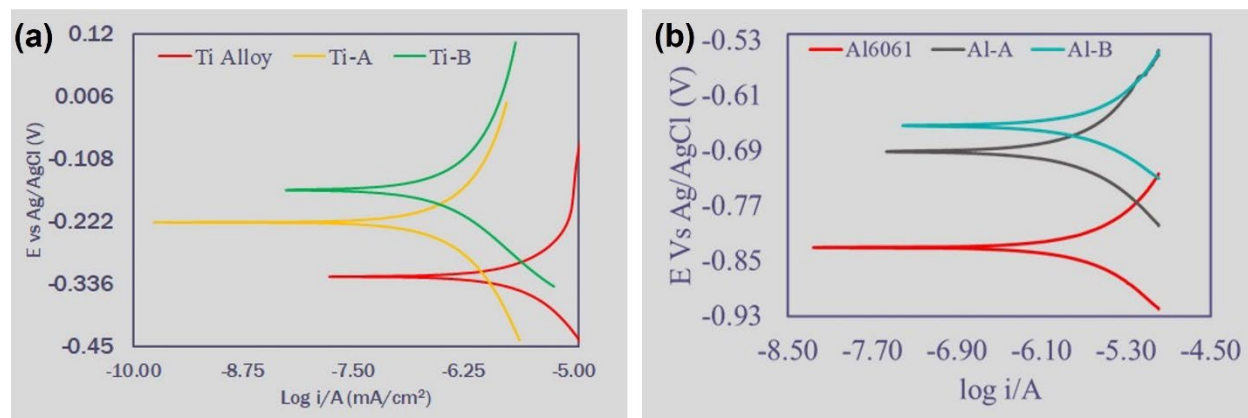 (a)
0.12
Ti Alloy Ti-A Ti-B
0.006
-0.108
-0.222
-0.336
-0.45
E vs Ag/AgCl (V)
-10.00 -8.75 -7.50 -6.25 -5.00
Log i/A (mA/cm²)
(b)
-0.53
Al6061 Al-A Al-B
-0.61
-0.69
-0.77
-0.85
-0.93
E Vs Ag/AgCl (V)
-8.50 -7.70 -6.90 -6.10 -5.30 -4.50
log i/A